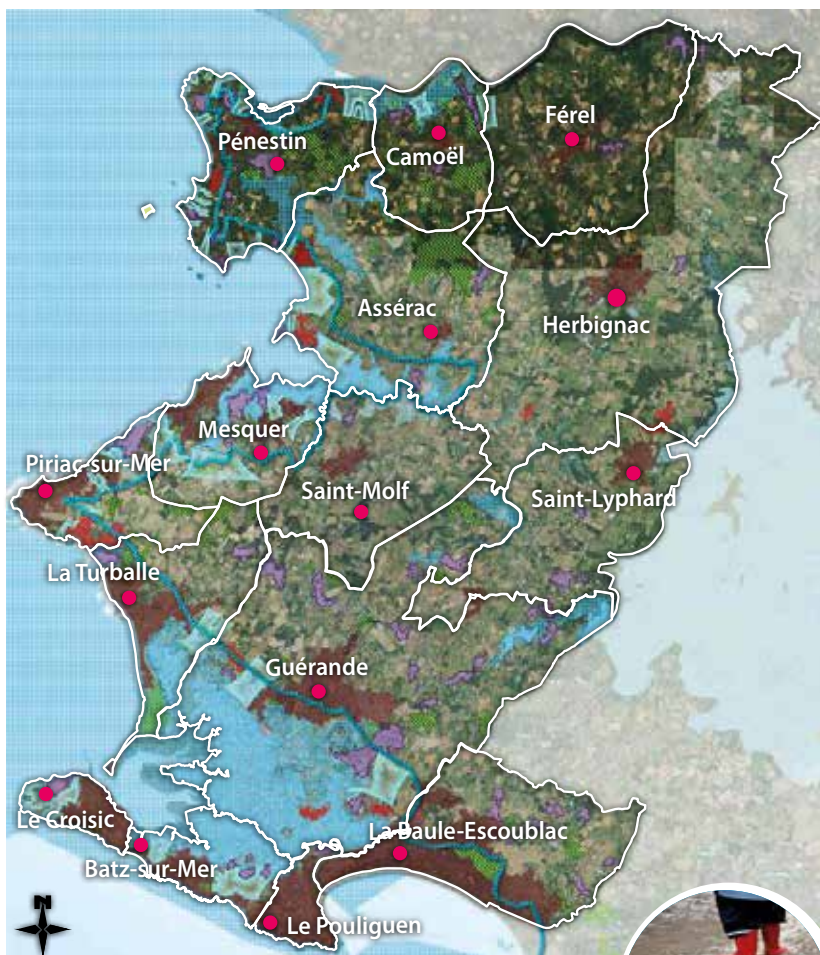 Férel
Pénestin
Camoël
Assérac
Herbignac
Mesquer
Piriac-sur-Mer
Saint-Molf
Saint-Lyphard
La Turballe
Guérande
Le Croisic
La Baule-Escoublac
Batz-sur-Mer
N
Le Pouliguen